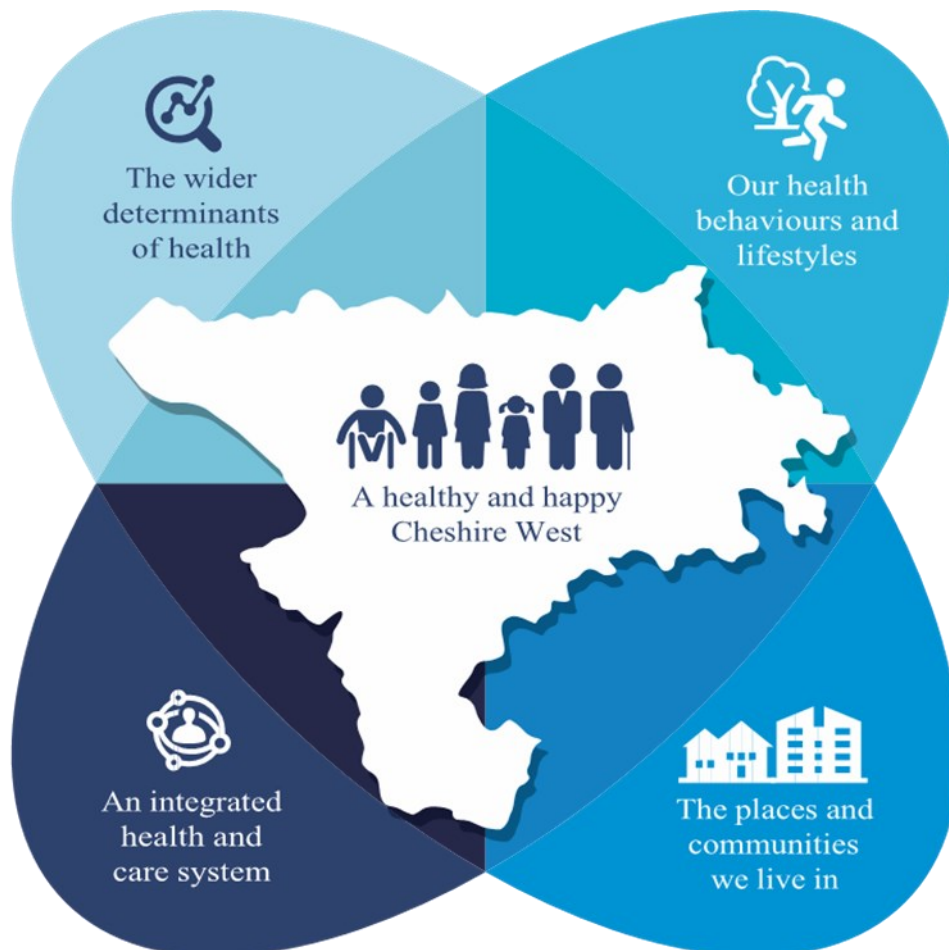 The wider
determinants
of health
Our health
behaviours and
lifestyles
A healthy and happy
Cheshire West
An integrated
health and
care system
The places and
communities
we live in